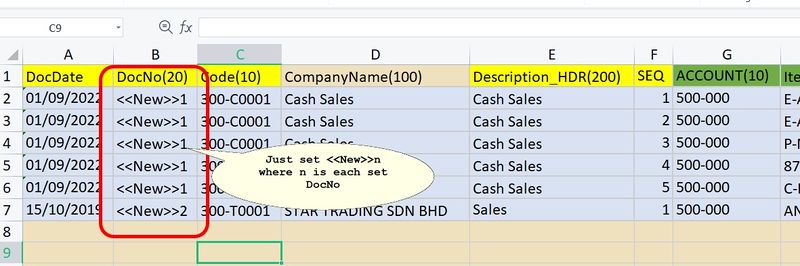 C9 fx
A B C D E F G
1 DocDate DocNo(20) Code(10) CompanyName(100) Description_HDR(200) SEQ ACCOUNT(10) Ite
2 01/09/2022 <<New>>1 300-C0001 Cash Sales Cash Sales 1 500-000 E-A
3 01/09/2022 <<New>>1 300-C0001 Cash Sales Cash Sales 2 500-000 E-A
4 01/09/2022 <<New>>1 300-C0001 Cash Sales Cash Sales 3 500-000 P-M
5 01/09/2022 <<New>>1 Cash Sales 4 500-000 87
6 01/09/2022 <<New>>1 Cash Sales 5 500-000
7 15/10/2019 <<New>>2 300-T0001 STAR TRADING SDN BHD Sales 1 500-000 AN
8
9
Just set <<New>>n
where n is each set
DocNo